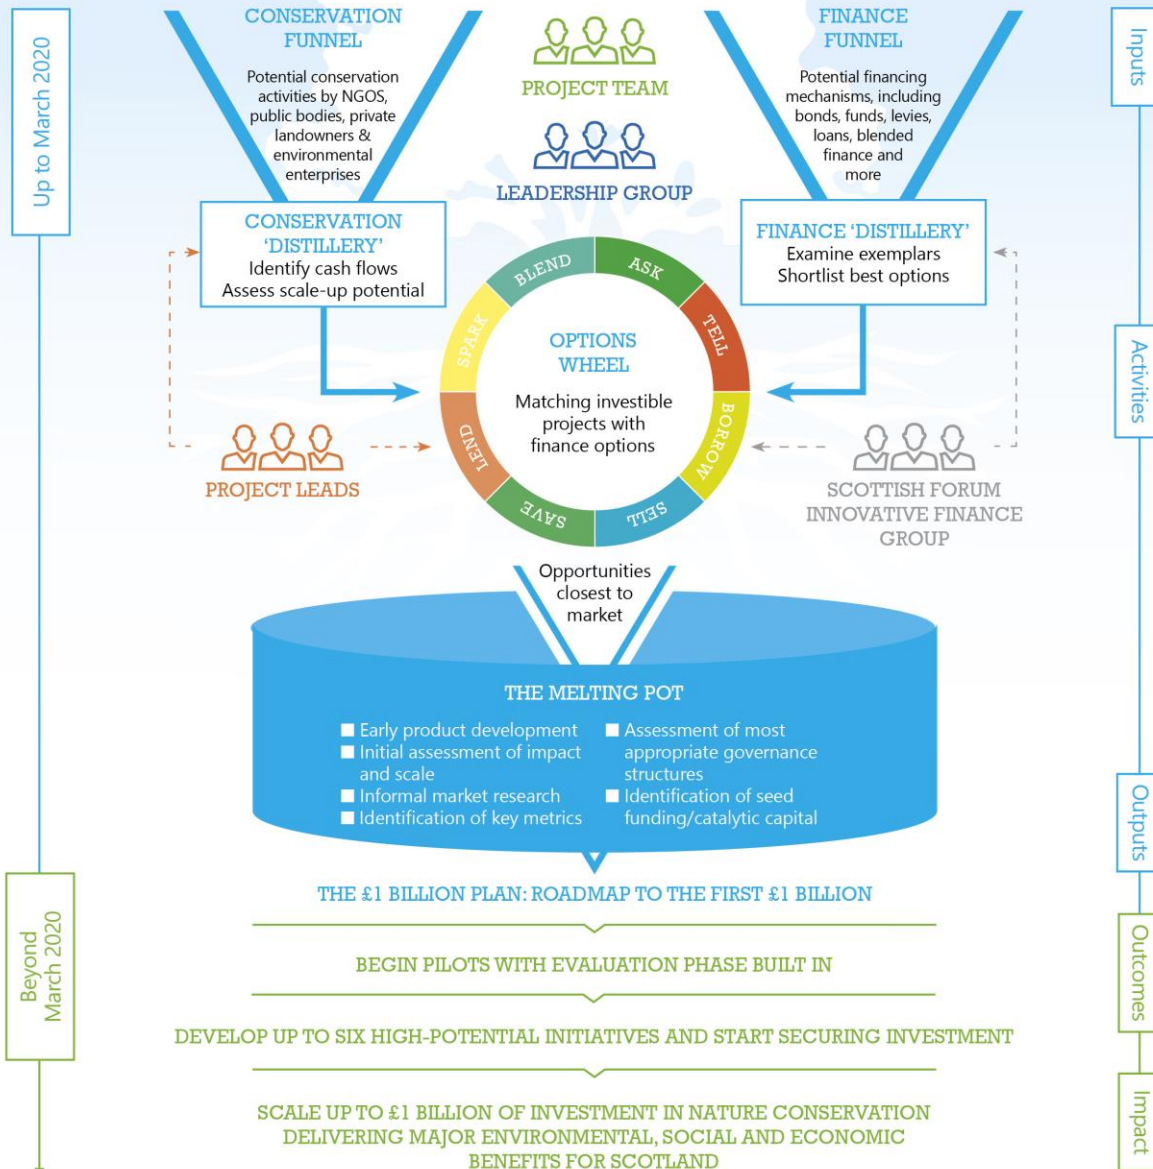 Up to March 2020
CONSERVATION
FUNNEL
Potential conservation
activities by NGOS,
public bodies, private
landowners &
environmental
enterprises
PROJECT TEAM
LEADERSHIP GROUP
FINANCE
FUNNEL
Potential financing
mechanisms, including
bonds, funds, levies,
loans, blended
finance and
more
Inputs
CONSERVATION
‘DISTILLERY’
Identify cash flows
Assess scale-up potential
FINANCE ‘DISTILLERY’
Examine exemplars
Shortlist best options
BLEND
ASK
TELL
BORROW
SELL
SAVE
LEND
SPARK
OPTIONS
WHEEL
Matching investible
projects with
finance options
Activities
PROJECT LEADS
SCOTTISH FORUM
INNOVATIVE FINANCE
GROUP
Opportunities
closest to
market
THE MELTING POT
■ Early product development
■ Initial assessment of impact
and scale
■ Informal market research
■ Identification of key metrics
■ Assessment of most
appropriate governance
structures
■ Identification of seed
funding/catalytic capital
Outputs
THE £1 BILLION PLAN: ROADMAP TO THE FIRST £1 BILLION
Beyond
March 2020
BEGIN PILOTS WITH EVALUATION PHASE BUILT IN
Outcomes
DEVELOP UP TO SIX HIGH-POTENTIAL INITIATIVES AND START SECURING INVESTMENT
SCALE UP TO £1 BILLION OF INVESTMENT IN NATURE CONSERVATION
DELIVERING MAJOR ENVIRONMENTAL, SOCIAL AND ECONOMIC
BENEFITS FOR SCOTLAND
Impact